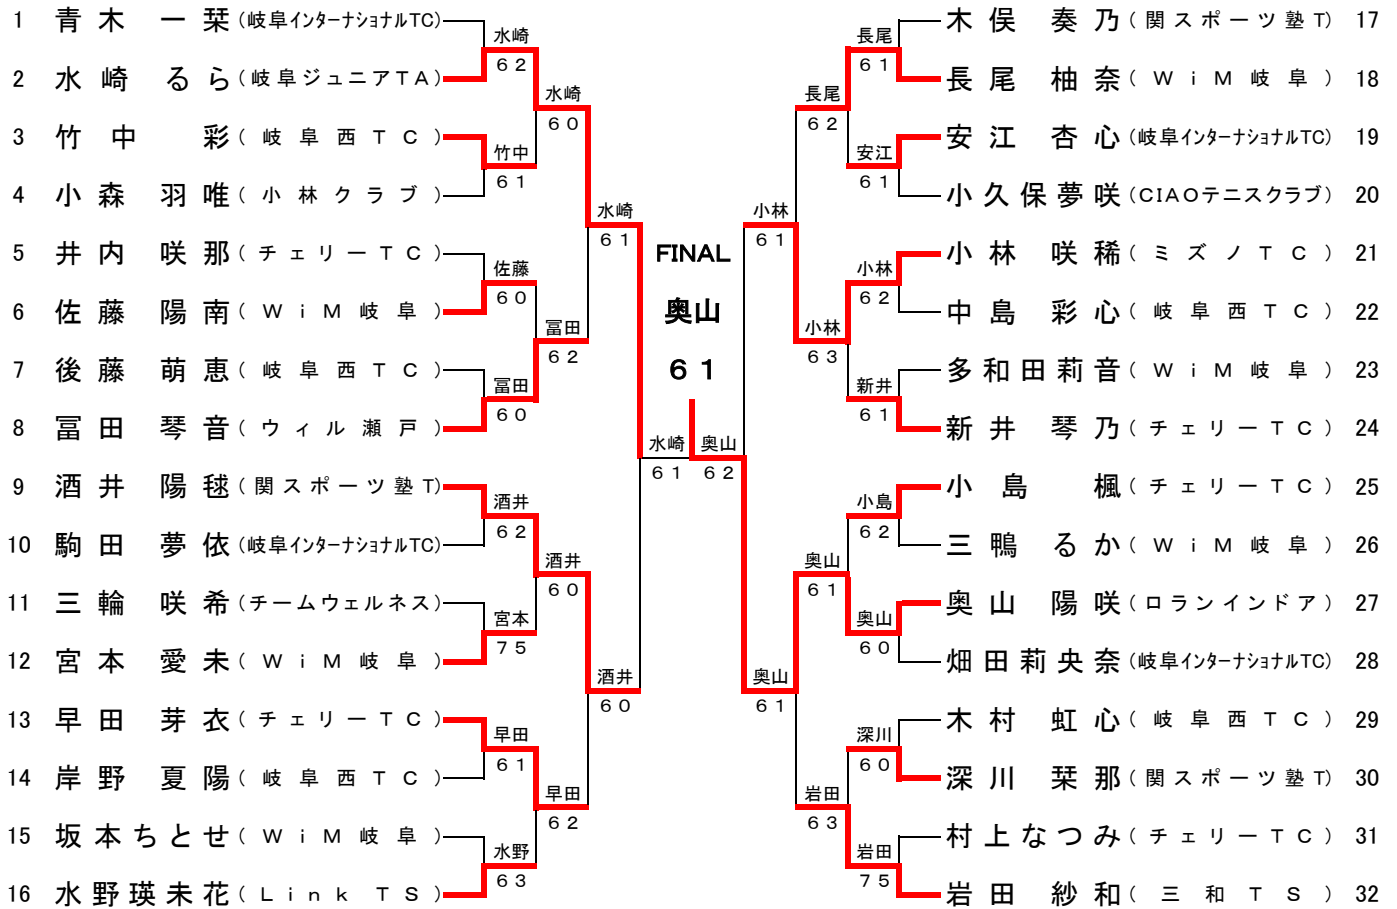 1 青木 一栞 (岐阜インターナショナルTC)
2 水崎 るら (岐阜ジュニアTA)
3 竹中 彩 (岐阜西TC)
4 小森 羽唯 (小林クラブ)
5 井内 咲那 (チェリーTC)
6 佐藤 陽南 (WiM岐阜)
7 後藤 萌恵 (岐阜西TC)
8 冨田 琴音 (ウィル瀬戸)
9 酒井 陽毬 (関スポーツ塾T)
10 駒田 夢依 (岐阜インターナショナルTC)
11 三輪 咲希 (チームウェルネス)
12 宮本 愛未 (WiM岐阜)
13 早田 芽衣 (チェリーTC)
14 岸野 夏陽 (岐阜西TC)
15 坂本ちとせ (WiM岐阜)
16 水野瑛未花 (Link TS)
水崎
62
竹中
61
佐藤
60
冨田
60
酒井
62
宮本
75
早田
61
水野
63
水崎
60
冨田
62
酒井
60
早田
62
水崎
61
酒井
60
水崎
61
FINAL
奥山
61
奥山
62
小林
61
奥山
61
長尾
62
小林
63
奥山
61
岩田
63
長尾
61
安江
61
小林
62
新井
61
小島
62
奥山
60
深川
60
岩田
75
木俣 奏乃 (関スポーツ塾T) 17
長尾 柚奈 (WiM岐阜) 18
安江 杏心 (岐阜インターナショナルTC) 19
小久保夢咲 (CIAOテニスクラブ) 20
小林 咲稀 (ミズノTC) 21
中島 彩心 (岐阜西TC) 22
多和田莉音 (WiM岐阜) 23
新井 琴乃 (チェリーTC) 24
小島 楓 (チェリーTC) 25
三鴨 るか (WiM岐阜) 26
奥山 陽咲 (ロランインドア) 27
畑田莉央奈 (岐阜インターナショナルTC) 28
木村 虹心 (岐阜西TC) 29
深川 栞那 (関スポーツ塾T) 30
村上なつみ (チェリーTC) 31
岩田 紗和 (三和TS) 32